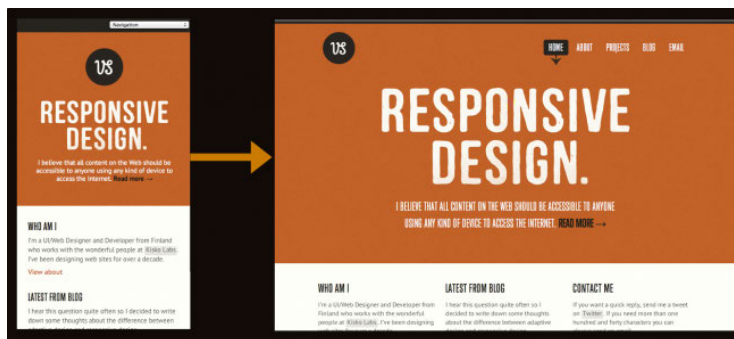 Navigation
VS
RESPONSIVE
DESIGN.
I believe that all content on the Web should be
accessible to anyone using any kind of device to
access the internet. Read more →
WHO AM I
I'm a UI/Web Designer and Developer from Finland
who works with the wonderful people at Kisko Labs.
I've been designing web sites for over a decade.
View about
LATEST FROM BLOG
I hear this question quite often so I decided to write
down some thoughts about the difference between
adaptive design and responsive design.
VS
HOME ABOUT PROJECTS BLOG EMAIL
RESPONSIVE
DESIGN.
I BELIEVE THAT ALL CONTENT ON THE WEB SHOULD BE ACCESSIBLE TO ANYONE
USING ANY KIND OF DEVICE TO ACCESS THE INTERNET. READ MORE →
WHO AM I
I'm a UI/Web Designer and Developer from
Finland who works with the wonderful
people at Kisko Labs. I've been designing
LATEST FROM BLOG
I hear this question quite often so I
decided to write down some thoughts
about the difference between adaptive
CONTACT ME
If you want a quick reply, send me a tweet
on Twitter. If you need more than one
hundred and forty characters you can